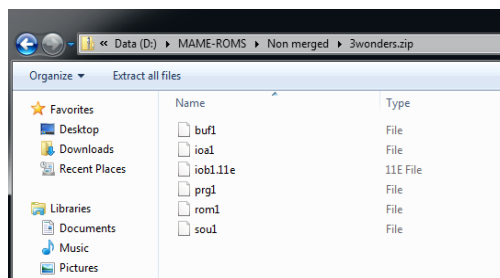 « Data (D:) ▸ MAME-ROMS ▸ Non merged ▸ 3wonders.zip
Organize ▾ Extract all files
Name Type
Favorites
Desktop
Downloads
Recent Places
Libraries
Documents
Music
Pictures
buf1 File
ioa1 File
iob1.11e 11E File
prg1 File
rom1 File
sou1 File